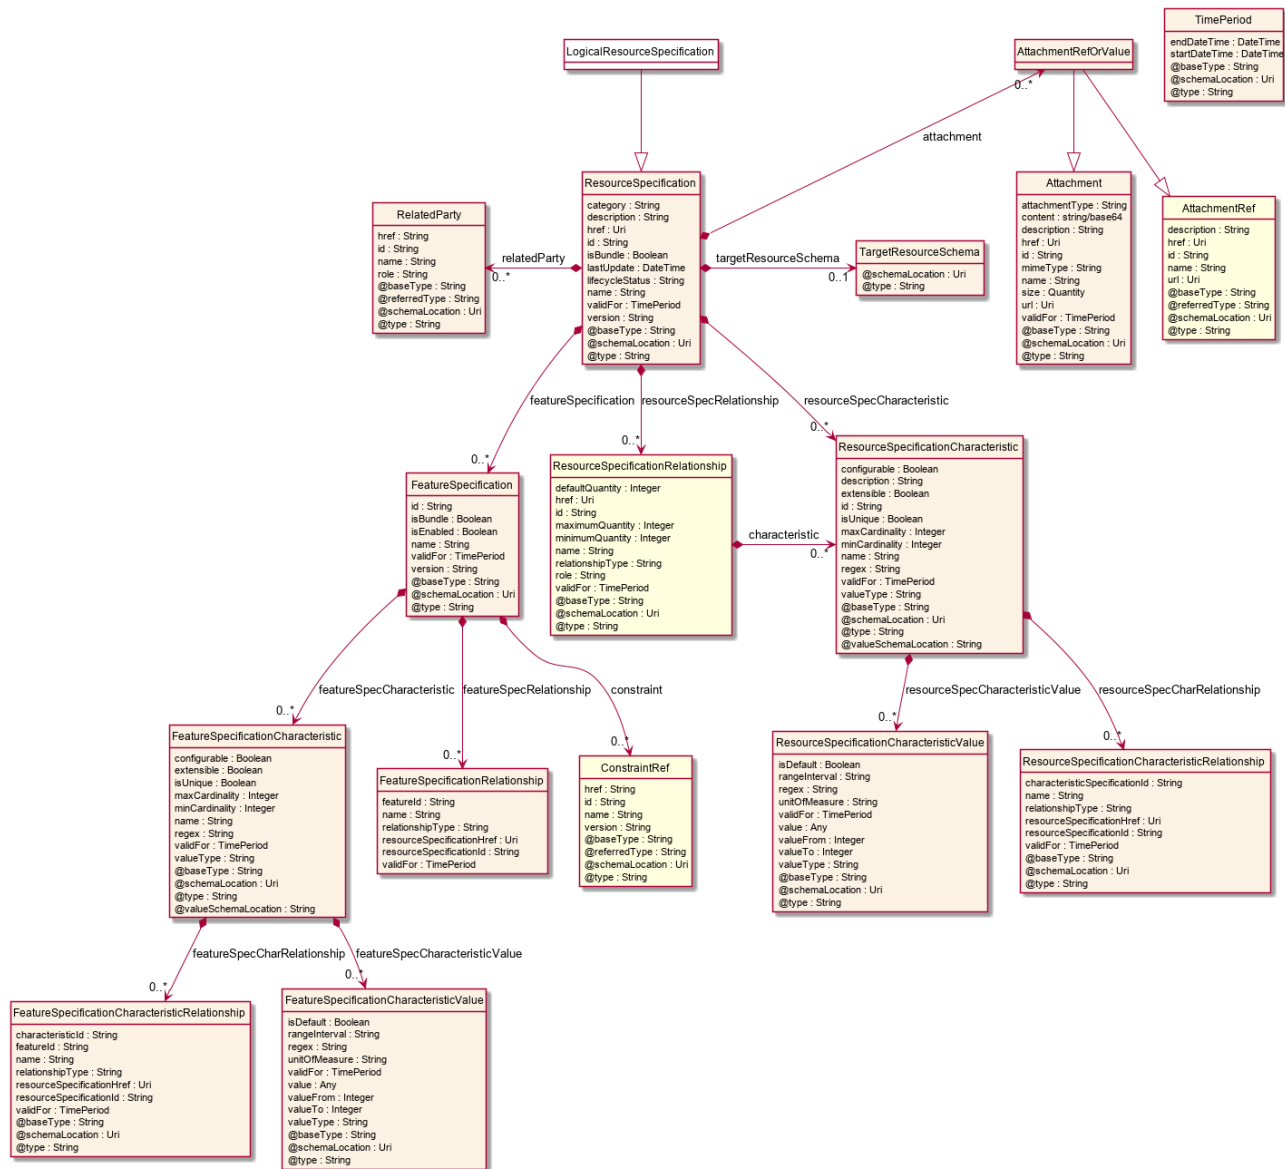 LogicalResourceSpecification
AttachmentRefOrValue
TimePeriod
endDateTime : DateTime
startDateTime : DateTime
@baseType : String
@schemaLocation : Uri
@type : String
0..*
attachment
ResourceSpecification
category : String
description : String
href : Uri
id : String
isBundle : Boolean
lastUpdate : DateTime
lifecycleStatus : String
name : String
validFor : TimePeriod
version : String
@baseType : String
@schemaLocation : Uri
@type : String
Attachment
attachmentType : String
content : string/base64
description : String
href : Uri
id : String
mimeType : String
name : String
size : Quantity
url : Uri
validFor : TimePeriod
@baseType : String
@schemaLocation : Uri
@type : String
AttachmentRef
description : String
href : Uri
id : String
name : String
url : Uri
@baseType : String
@referredType : String
@schemaLocation : Uri
@type : String
RelatedParty
href : String
id : String
name : String
role : String
@baseType : String
@referredType : String
@schemaLocation : Uri
@type : String
relatedParty
0..*
targetResourceSchema
0..1
TargetResourceSchema
@schemaLocation : Uri
@type : String
featureSpecification
0..*
resourceSpecRelationship
0..*
resourceSpecCharacteristic
0..*
FeatureSpecification
id : String
isBundle : Boolean
isEnabled : Boolean
name : String
validFor : TimePeriod
version : String
@baseType : String
@schemaLocation : Uri
@type : String
ResourceSpecificationRelationship
defaultQuantity : Integer
href : Uri
id : String
maximumQuantity : Integer
minimumQuantity : Integer
name : String
relationshipType : String
role : String
validFor : TimePeriod
@baseType : String
@schemaLocation : Uri
@type : String
characteristic
0..*
ResourceSpecificationCharacteristic
configurable : Boolean
description : String
extensible : Boolean
id : String
isUnique : Boolean
maxCardinality : Integer
minCardinality : Integer
name : String
regex : String
validFor : TimePeriod
valueType : String
@baseType : String
@schemaLocation : Uri
@type : String
@valueSchemaLocation : String
featureSpecCharacteristic
0..*
featureSpecRelationship
0..*
constraint
0..*
resourceSpecCharacteristicValue
0..*
resourceSpecCharRelationship
0..*
FeatureSpecificationCharacteristic
configurable : Boolean
extensible : Boolean
isUnique : Boolean
maxCardinality : Integer
minCardinality : Integer
name : String
regex : String
validFor : TimePeriod
valueType : String
@baseType : String
@schemaLocation : Uri
@type : String
@valueSchemaLocation : String
FeatureSpecificationRelationship
featureId : String
name : String
relationshipType : String
resourceSpecificationHref : Uri
resourceSpecificationId : String
validFor : TimePeriod
ConstraintRef
href : String
id : String
name : String
version : String
@baseType : String
@referredType : String
@schemaLocation : Uri
@type : String
ResourceSpecificationCharacteristicValue
isDefault : Boolean
rangeInterval : String
regex : String
unitOfMeasure : String
validFor : TimePeriod
value : Any
valueFrom : Integer
valueTo : Integer
valueType : String
@baseType : String
@schemaLocation : Uri
@type : String
ResourceSpecificationCharacteristicRelationship
characteristicSpecificationId : String
name : String
relationshipType : String
resourceSpecificationHref : Uri
resourceSpecificationId : String
validFor : TimePeriod
@baseType : String
@schemaLocation : Uri
@type : String
featureSpecCharRelationship
0..*
featureSpecCharacteristicValue
0..*
FeatureSpecificationCharacteristicRelationship
characteristicId : String
featureId : String
name : String
relationshipType : String
resourceSpecificationHref : Uri
resourceSpecificationId : String
validFor : TimePeriod
@baseType : String
@schemaLocation : Uri
@type : String
FeatureSpecificationCharacteristicValue
isDefault : Boolean
rangeInterval : String
regex : String
unitOfMeasure : String
validFor : TimePeriod
value : Any
valueFrom : Integer
valueTo : Integer
valueType : String
@baseType : String
@schemaLocation : Uri
@type : String